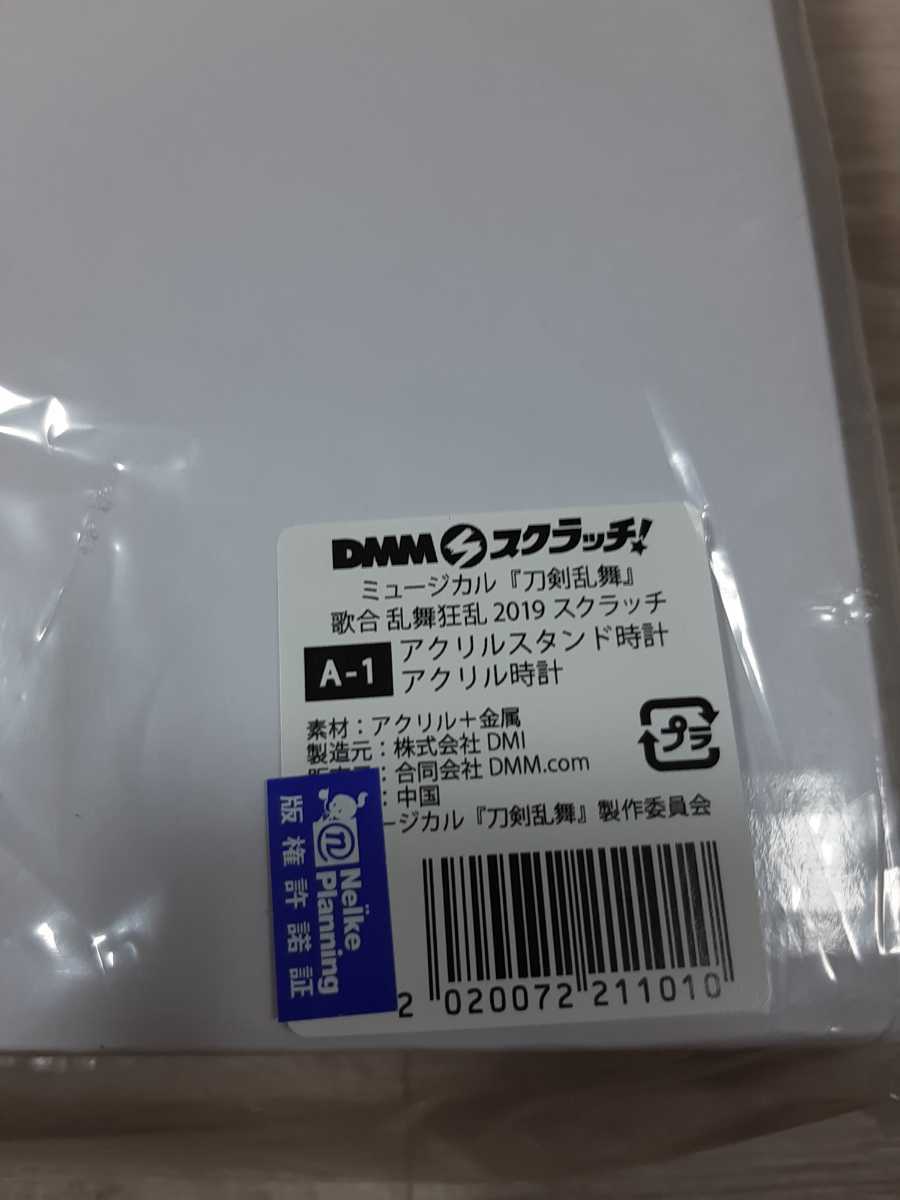 DMMスクラッチ!
ミュージカル『刀剣乱舞』
歌合 乱舞狂乱 2019 スクラッチ
A-1
アクリルスタンド時計
アクリル時計
素材：アクリル＋金属
製造元：株式会社 DMI
：合同会社 DMM.com
：中国
ージカル『刀剣乱舞』製作委員会
プラ
n
Nelke
Planning
版権許諾証
2 020072 211010